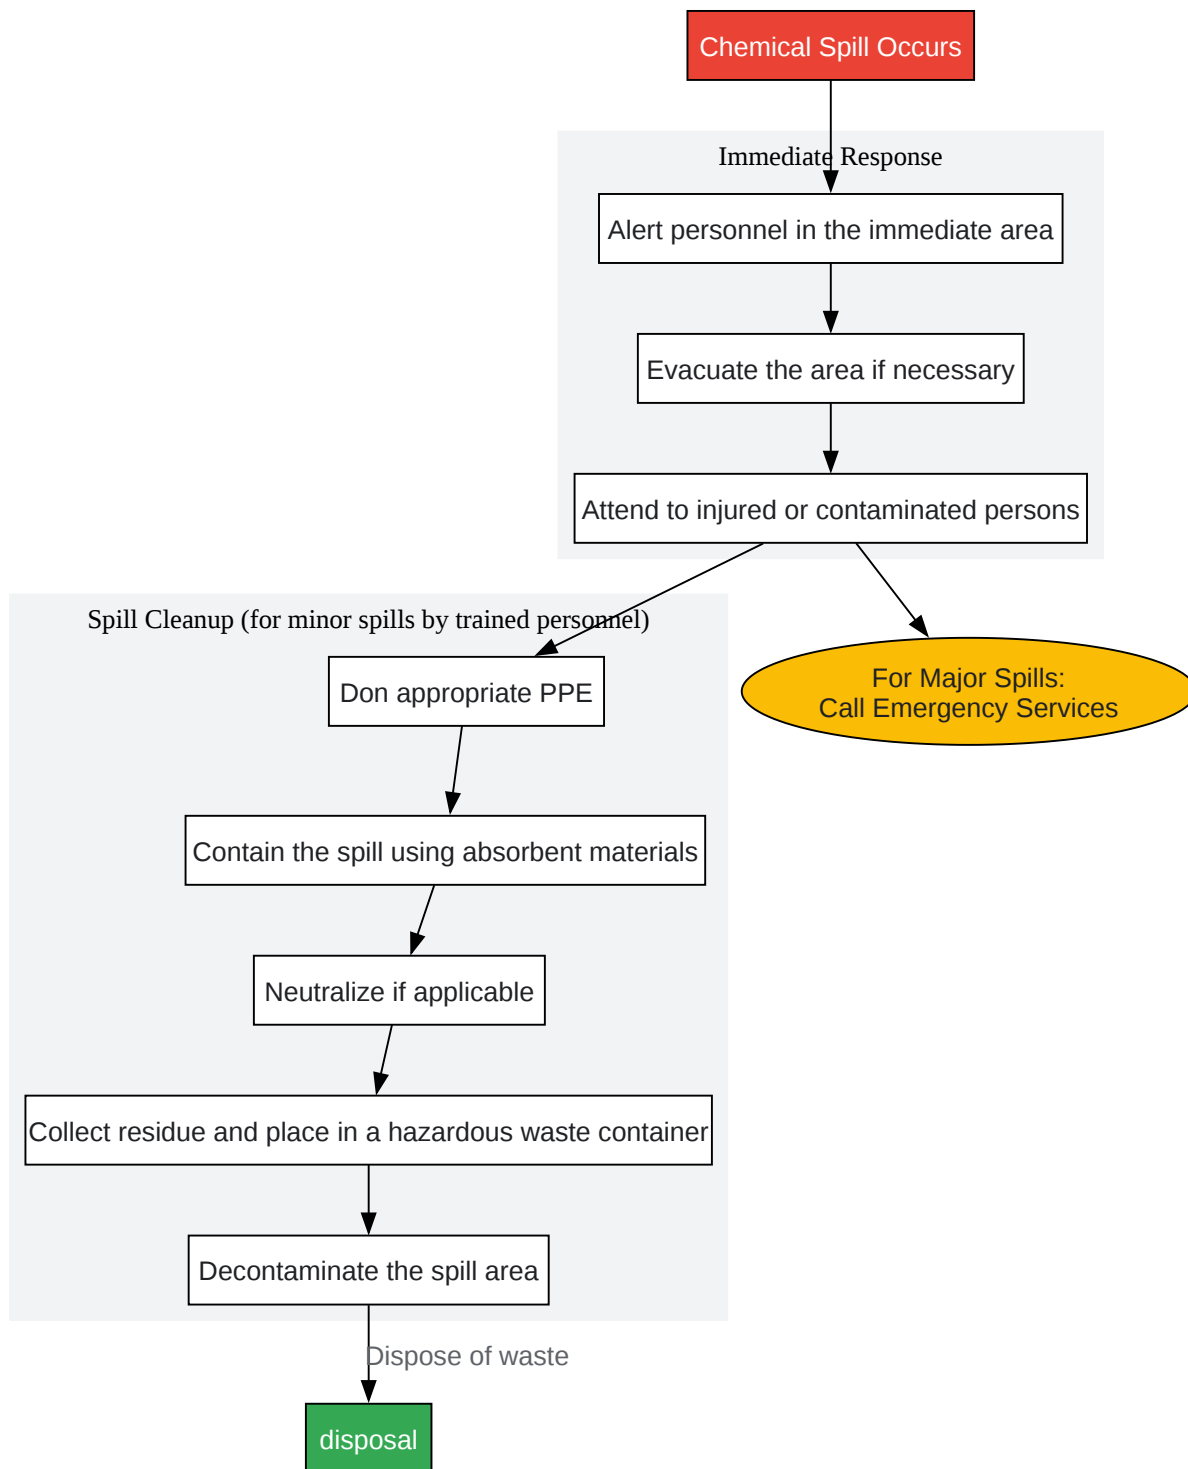 Chemical Spill Occurs
Immediate Response
Alert personnel in the immediate area
Evacuate the area if necessary
Attend to injured or contaminated persons
Spill Cleanup (for minor spills by trained personnel)
Don appropriate PPE
For Major Spills:
Call Emergency Services
Contain the spill using absorbent materials
Neutralize if applicable
Collect residue and place in a hazardous waste container
Decontaminate the spill area
Dispose of waste
disposal